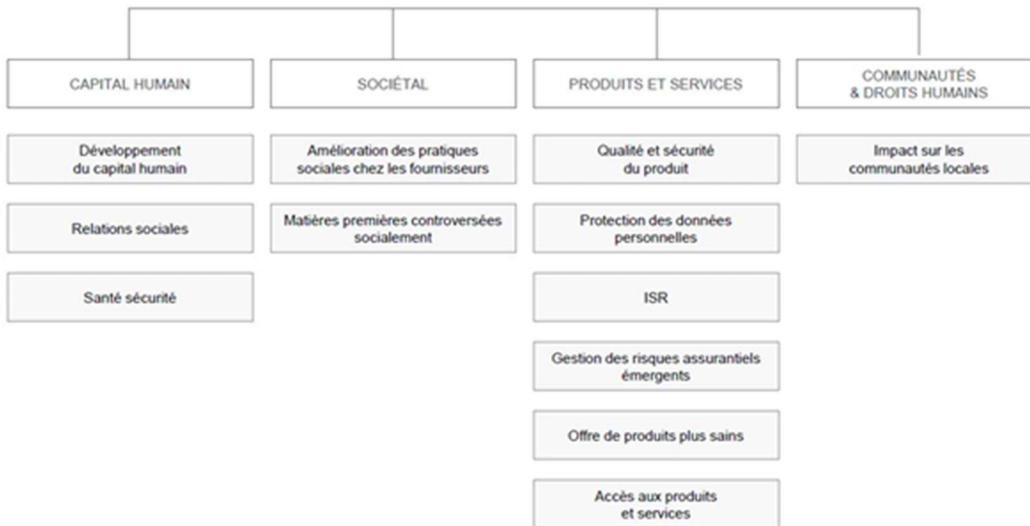 CAPITAL HUMAIN
Développement
du capital humain
Relations sociales
Santé sécurité
SOCIÉTAL
Amélioration des pratiques
sociales chez les fournisseurs
Matières premières controversées
socialement
PRODUITS ET SERVICES
Qualité et sécurité
du produit
Protection des données
personnelles
ISR
Gestion des risques assurantiels
émergents
Offre de produits plus sains
Accès aux produits
et services
COMMUNAUTÉS
& DROITS HUMAINS
Impact sur les
communautés locales